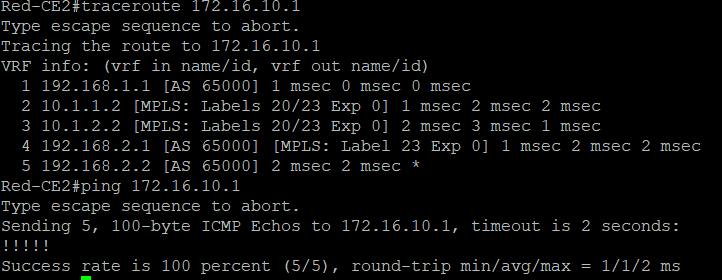 Red-CE2#traceroute 172.16.10.1
Type escape sequence to abort.
Tracing the route to 172.16.10.1
VRF info: (vrf in name/id, vrf out name/id)
  1 192.168.1.1 [AS 65000] 1 msec 0 msec 0 msec
  2 10.1.1.2 [MPLS: Labels 20/23 Exp 0] 1 msec 2 msec 2 msec
  3 10.1.2.2 [MPLS: Labels 20/23 Exp 0] 2 msec 3 msec 1 msec
  4 192.168.2.1 [AS 65000] [MPLS: Label 23 Exp 0] 1 msec 2 msec 2 msec
  5 192.168.2.2 [AS 65000] 2 msec 2 msec *
Red-CE2#ping 172.16.10.1
Type escape sequence to abort.
Sending 5, 100-byte ICMP Echos to 172.16.10.1, timeout is 2 seconds:
!!!!!
Success rate is 100 percent (5/5), round-trip min/avg/max = 1/1/2 ms